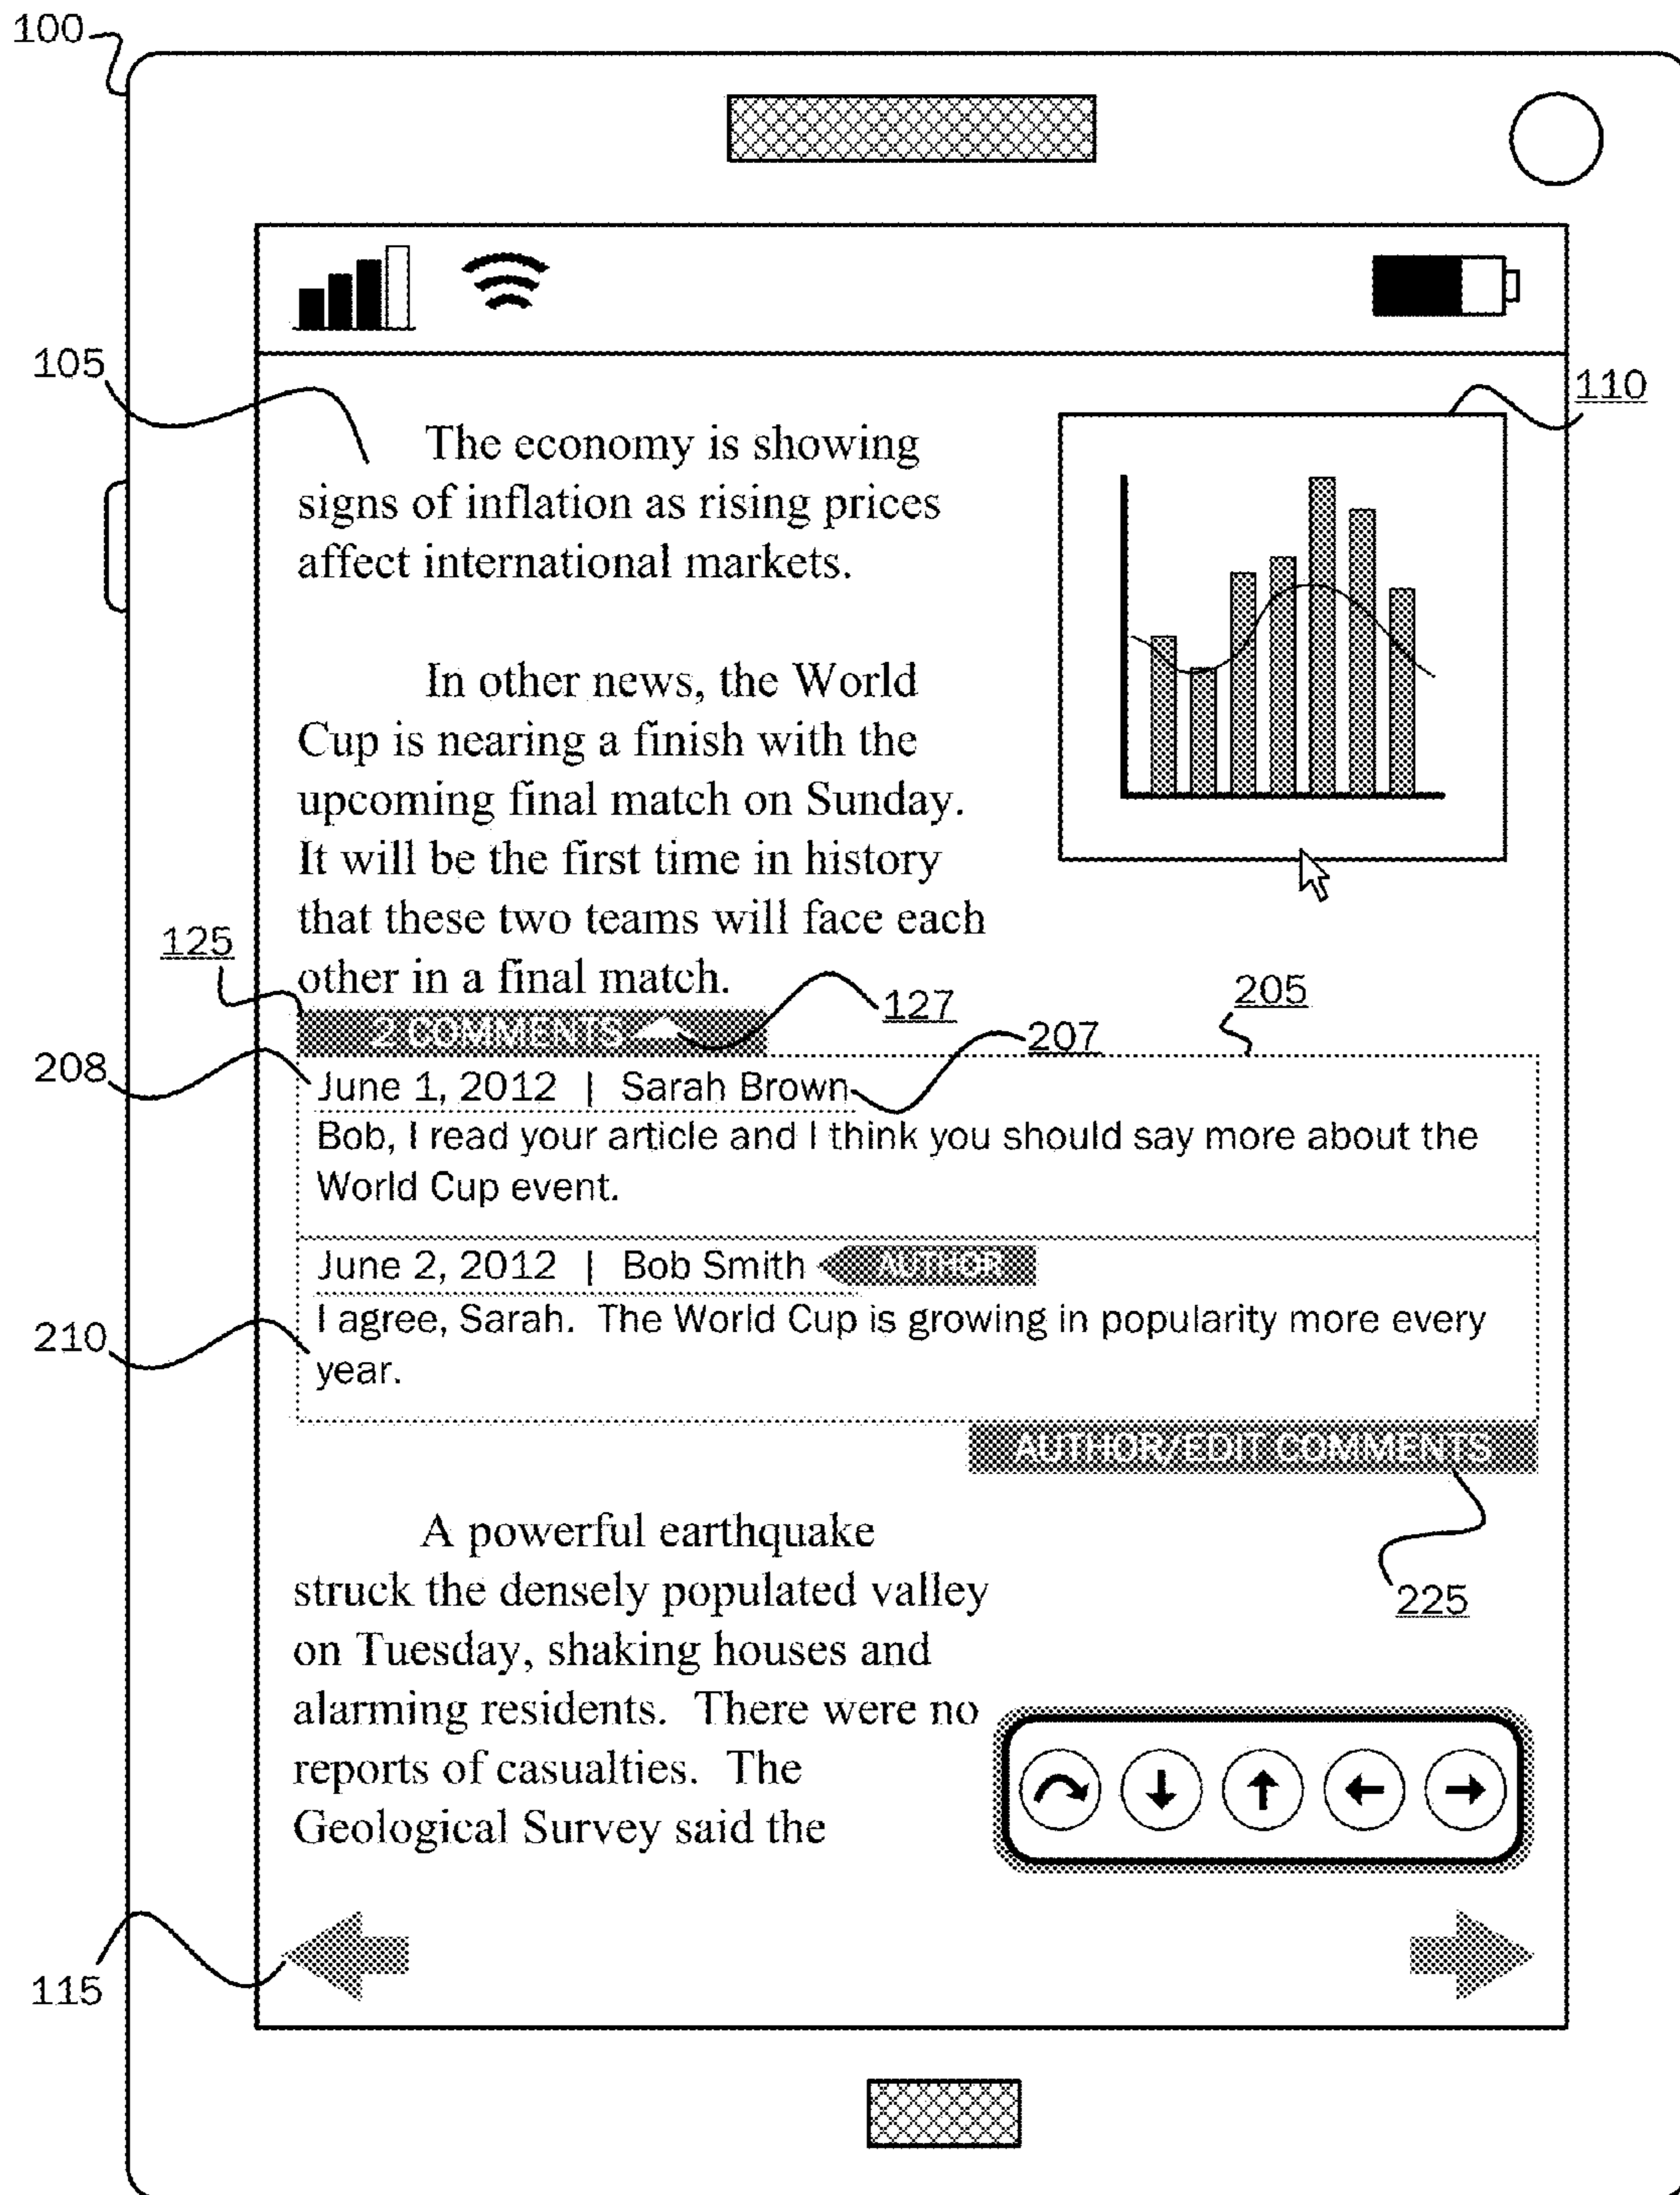 100
105
110
The economy is showing
signs of inflation as rising prices
affect international markets.
In other news, the World
Cup is nearing a finish with the
upcoming final match on Sunday.
It will be the first time in history
that these two teams will face each
other in a final match.
125
127
205
207
2 COMMENTS
208
June 1, 2012 | Sarah Brown
Bob, I read your article and I think you should say more about the
World Cup event.
June 2, 2012 | Bob Smith AUTHOR
210
I agree, Sarah. The World Cup is growing in popularity more every
year.
AUTHOR/EDIT COMMENTS
225
A powerful earthquake
struck the densely populated valley
on Tuesday, shaking houses and
alarming residents. There were no
reports of casualties. The
Geological Survey said the
115